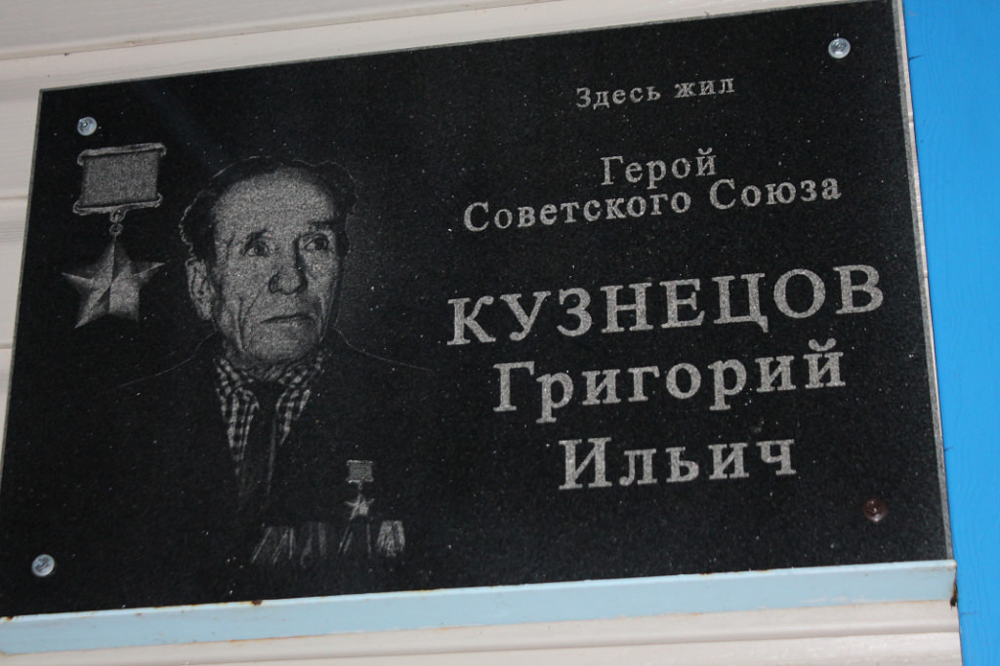 Здесь жил
Герой
Советского Союза
КУЗНЕЦОВ
Григорий
Ильич